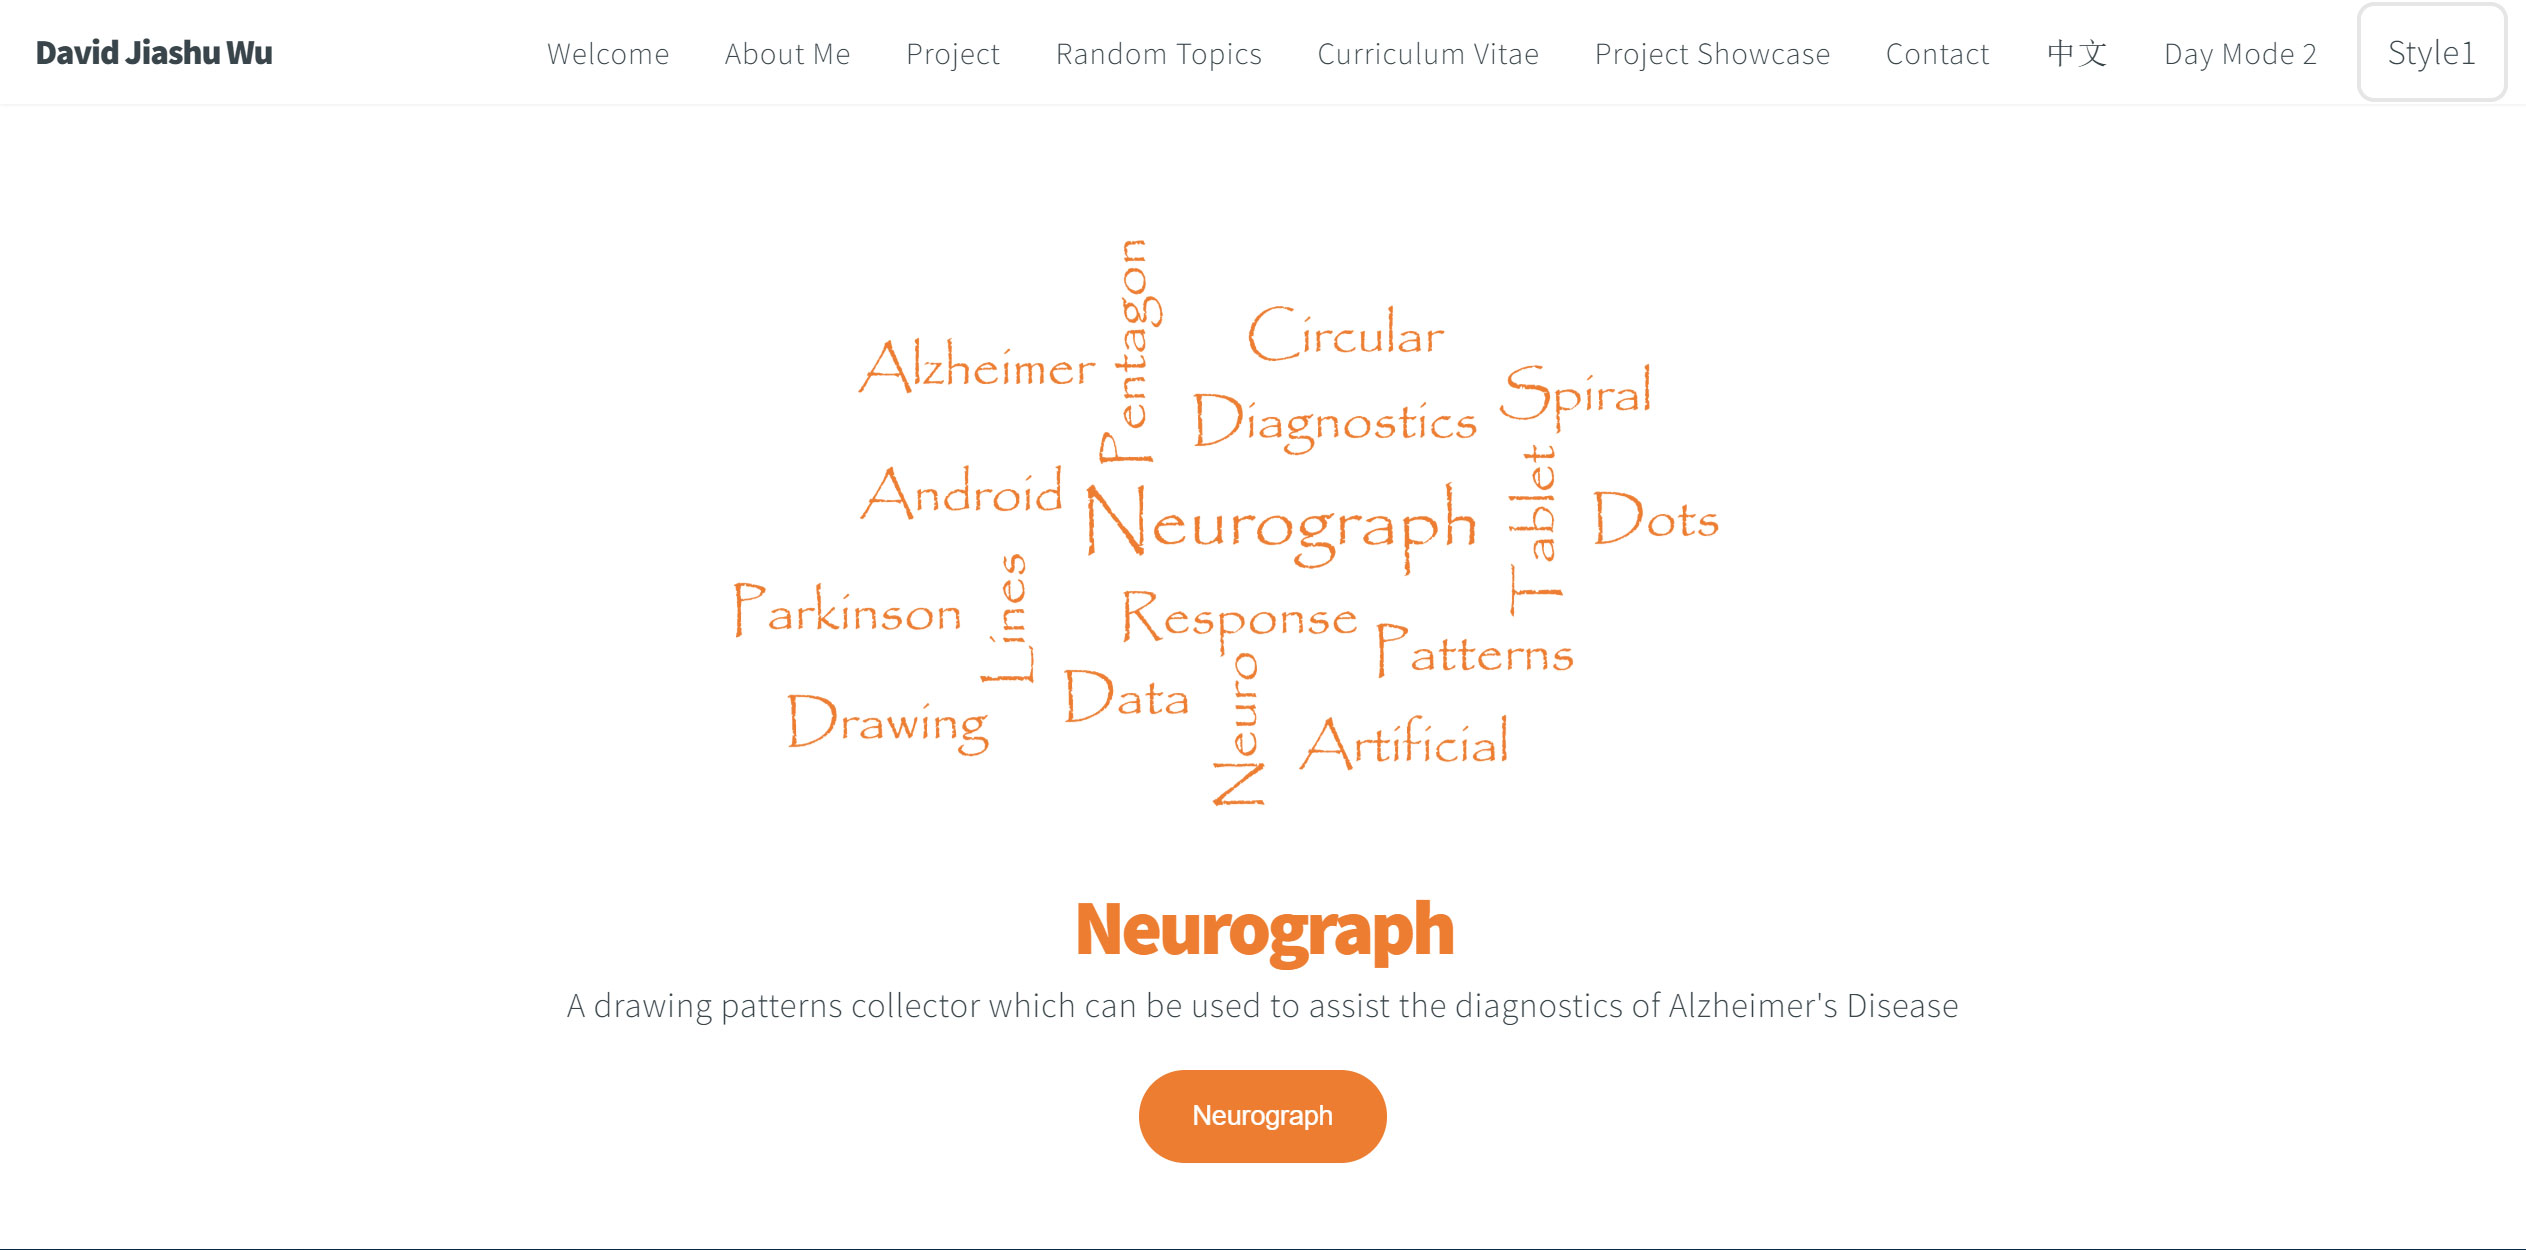 David Jiashu Wu Welcome About Me Project Random Topics Curriculum Vitae Project Showcase Contact 中文 Day Mode 2 Style1
Pentagon
Circular
Alzheimer
Spiral
Diagnostics
Tablet
Android
Neurograph
Dots
Lines
Parkinson
Response
Patterns
Data
Neuro
Drawing
Artificial
Neurograph
A drawing patterns collector which can be used to assist the diagnostics of Alzheimer's Disease
Neurograph